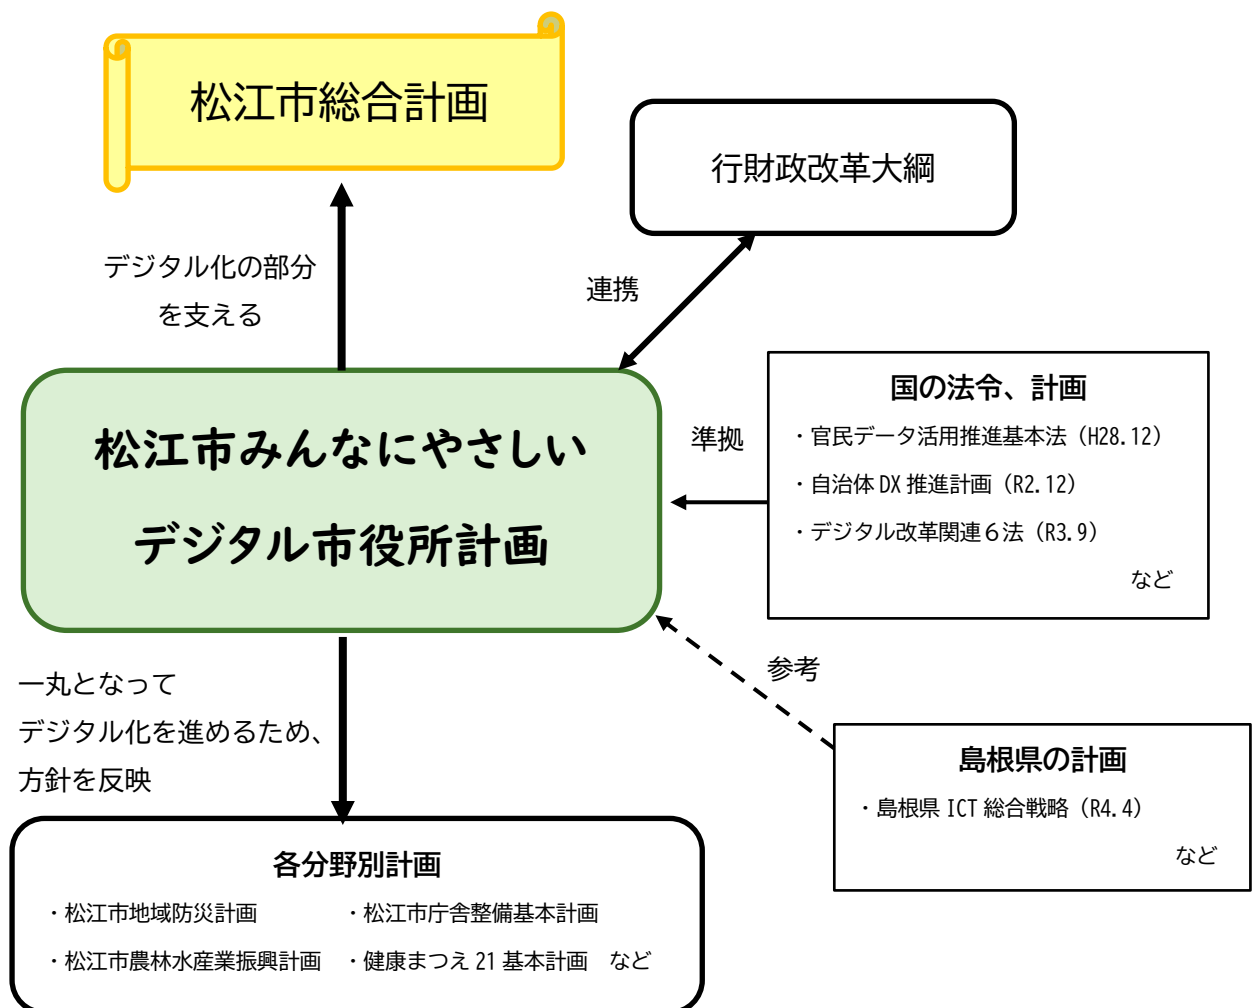 松江市総合計画
行財政改革大綱
デジタル化の部分
を支える
連携
松江市みんなにやさしい
デジタル市役所計画
準拠
国の法令、計画
・官民データ活用推進基本法（H28.12）
・自治体 DX 推進計画（R2.12）
・デジタル改革関連６法（R3.9）
など
参考
島根県の計画
・島根県 ICT 総合戦略（R4.4）
など
一丸となって
デジタル化を進めるため、
方針を反映
各分野別計画
・松江市地域防災計画　・松江市庁舎整備基本計画
・松江市農林水産業振興計画　・健康まつえ 21 基本計画　など